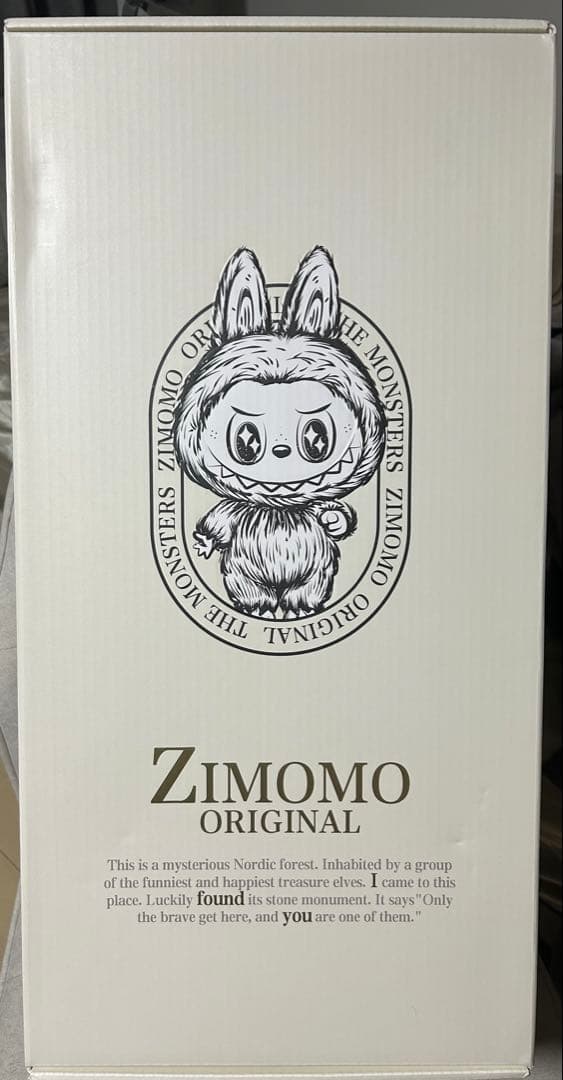 ZIMOMO ORI
HE MONSTERS ZIMOMO ORIGINAL THE MONSTERS
ZIMOMO
ORIGINAL
This is a mysterious Nordic forest. Inhabited by a group
of the funniest and happiest treasure elves. I came to this
place. Luckily found its stone monument. It says"Only
the brave get here, and you are one of them."